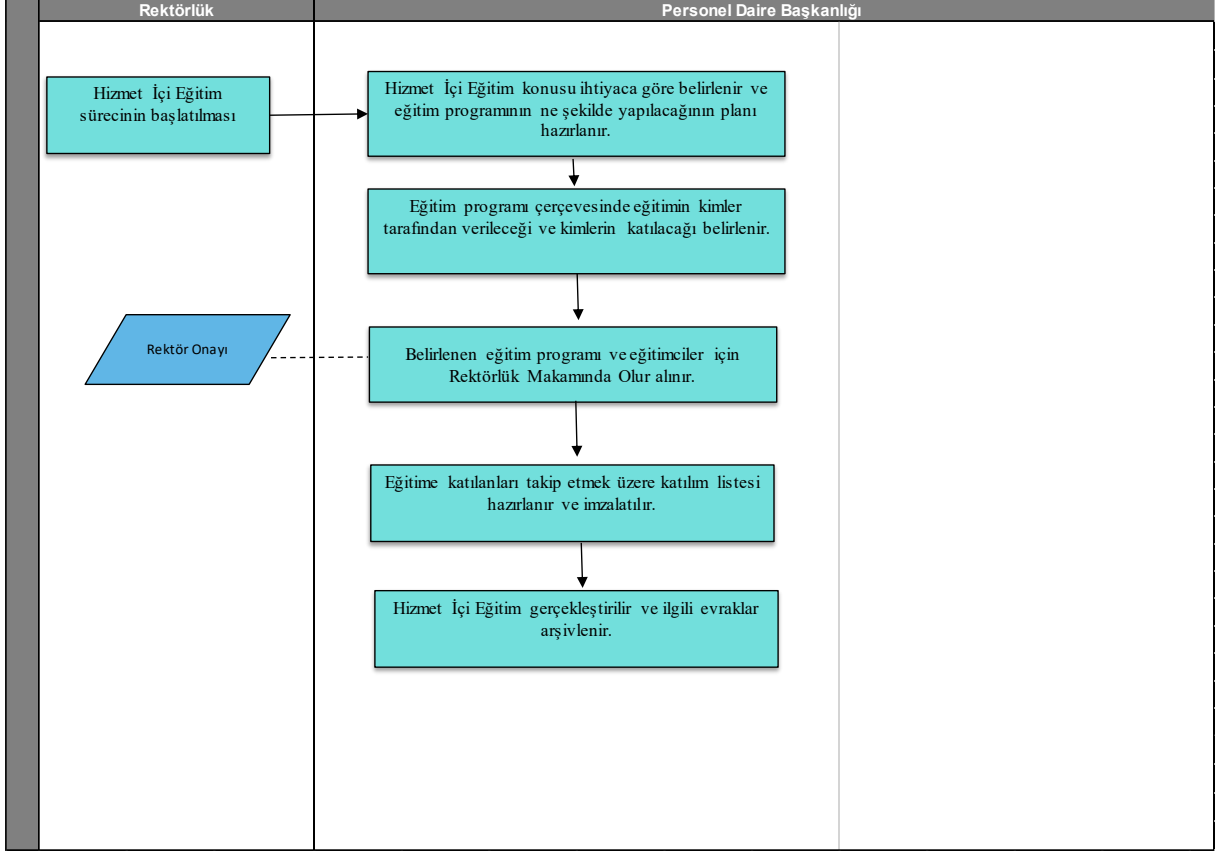 Rektörlük
Personel Daire Başkanlığı
Hizmet İçi Eğitim
sürecinin başlatılması
Hizmet İçi Eğitim konusu ihtiyaca göre belirlenir ve
eğitim programının ne şekilde yapılacağının planı
hazırlanır.
Eğitim programı çerçevesinde eğitimin kimler
tarafından verileceği ve kimlerin katılacağı belirlenir.
Rektör Onayı
Belirlenen eğitim programı ve eğitimciler için
Rektörlük Makamında Olur alınır.
Eğitime katılanları takip etmek üzere katılım listesi
hazırlanır ve imzalatılır.
Hizmet İçi Eğitim gerçekleştirilir ve ilgili evraklar
arşivlenir.